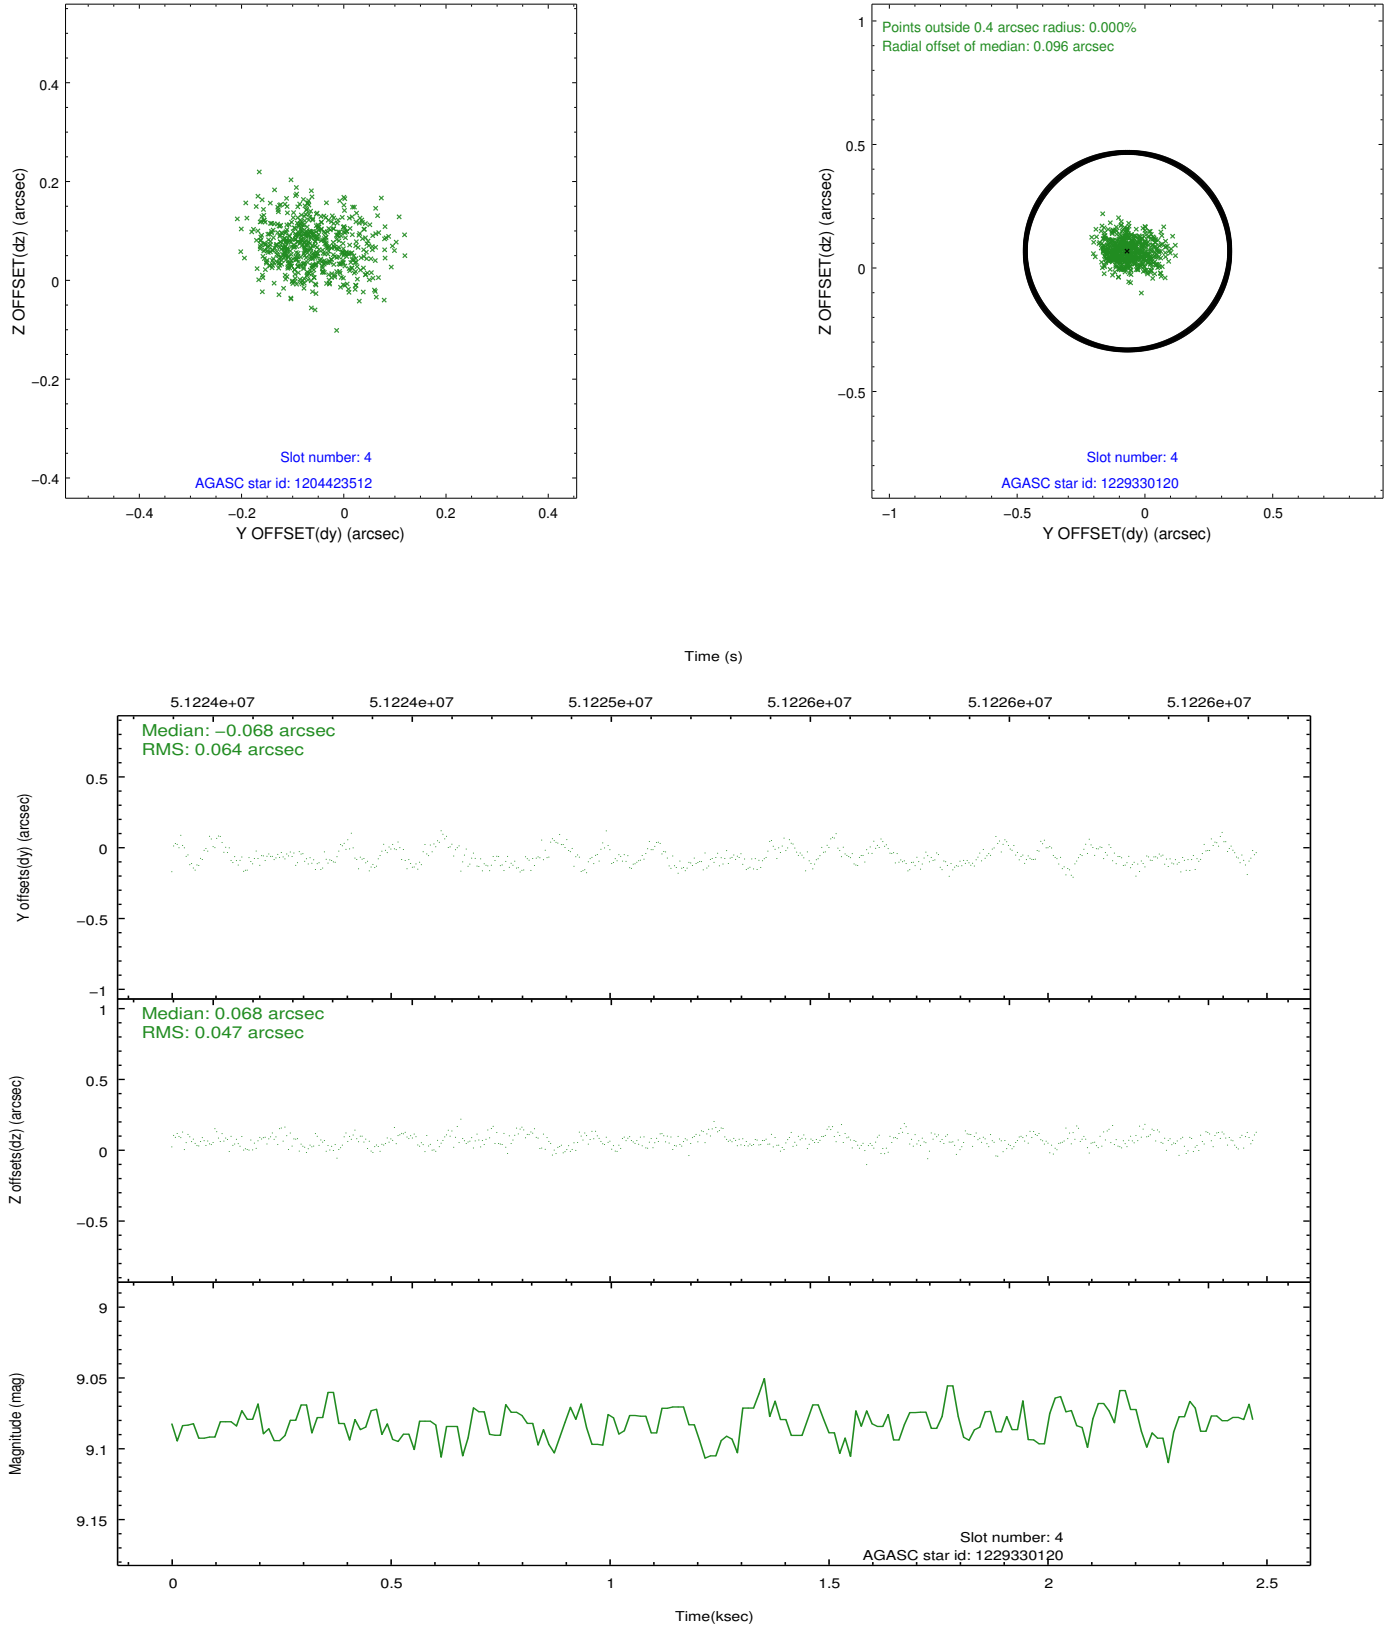 0.4
0.2
0
−0.2
−0.4
Z OFFSET(dz) (arcsec)
Slot number: 4
AGASC star id: 1204423512
−0.4 −0.2 0 0.2 0.4
Y OFFSET(dy) (arcsec)
Points outside 0.4 arcsec radius: 0.000%
Radial offset of median: 0.096 arcsec
1
0.5
0
−0.5
Z OFFSET(dz) (arcsec)
Slot number: 4
AGASC star id: 1229330120
−1 −0.5 0 0.5
Y OFFSET(dy) (arcsec)
Time (s)
5.1224e+07 5.1224e+07 5.1225e+07 5.1226e+07 5.1226e+07 5.1226e+07
Median: −0.068 arcsec
RMS: 0.064 arcsec
0.5
0
−0.5
−1
Y offsets(dy) (arcsec)
Median: 0.068 arcsec
RMS: 0.047 arcsec
1
0.5
0
−0.5
Z offsets(dz) (arcsec)
9
9.05
9.1
9.15
Magnitude (mag)
Slot number: 4
AGASC star id: 1229330120
0 0.5 1 1.5 2 2.5
Time(ksec)